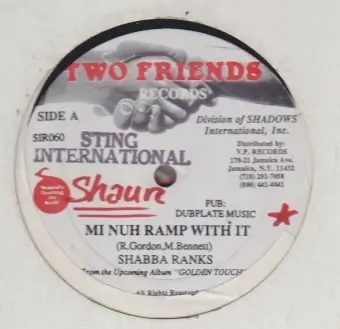 TWO FRIENDS
RECORDS
SIDE A
Division of SHADOWS
International, Inc.
SIR060
STING
INTERNATIONAL
Distributed by:
V.P. RECORDS
170-21 Jamaica Ave.
Jamaica, N.Y. 11432
(718) 291-7058
Shaun
PUB:
DUBPLATE MUSIC
MI NUH RAMP WITH IT
(R.Gordon,M.Bennett)
SHABBA RANKS
From the Upcoming Album "GOLDEN TOUCH"
All Rights Reserved